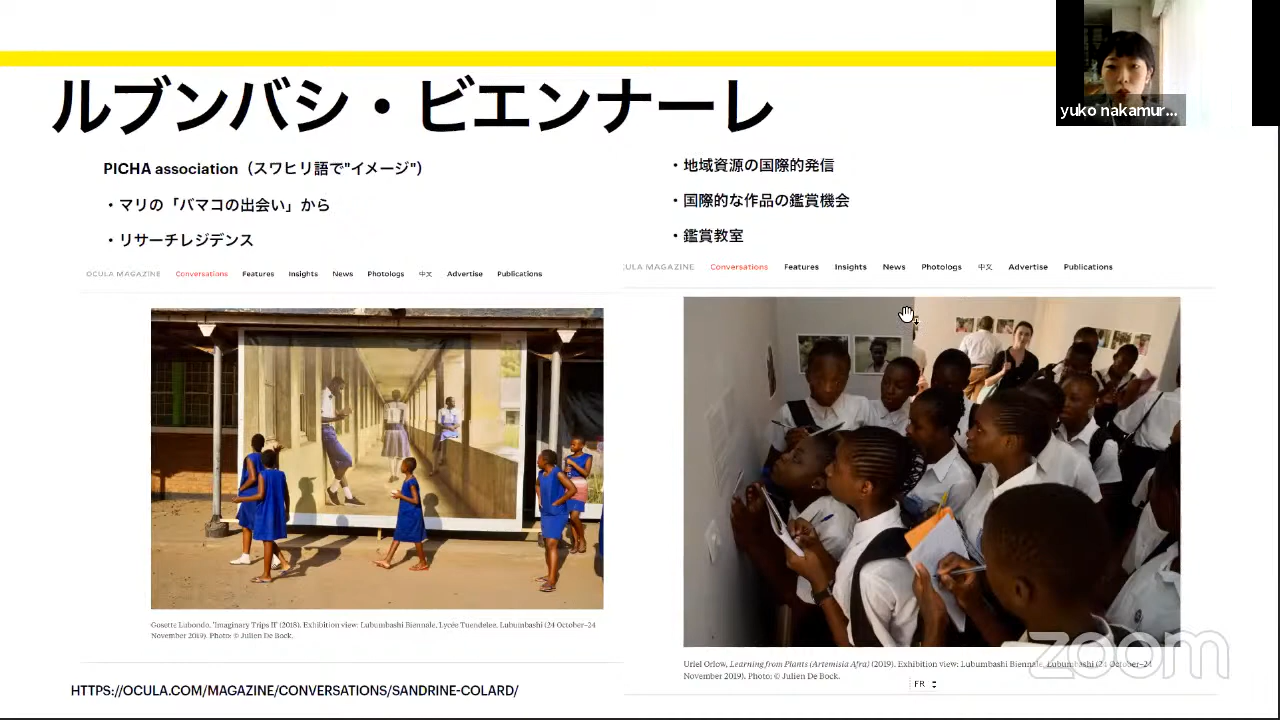 ルブンバシ・ビエンナーレ
yuko nakamur...
PICHA association（スワヒリ語で"イメージ"）
・マリの「バマコの出会い」から
・リサーチレジデンス
・地域資源の国際的発信
・国際的な作品の鑑賞機会
・鑑賞教室
OCULA MAGAZINE Conversations Features Insights News Photologs 中文 Advertise Publications
CULA MAGAZINE Conversations Features Insights News Photologs 中文 Advertise Publications
Gosette Lubondo, 'Imaginary Trips II' (2018). Exhibition view: Lubumbashi Biennale, Lycée Tuendelee, Lubumbashi (24 October–24
November 2019). Photo: © Julien De Bock.
Uriel Orlow, Learning from Plants (Artemisia Afra) (2019). Exhibition view: Lubumbashi Biennale, Lubumbashi (24 October–24
November 2019). Photo: © Julien De Bock.
FR
HTTPS://OCULA.COM/MAGAZINE/CONVERSATIONS/SANDRINE-COLARD/
zoom